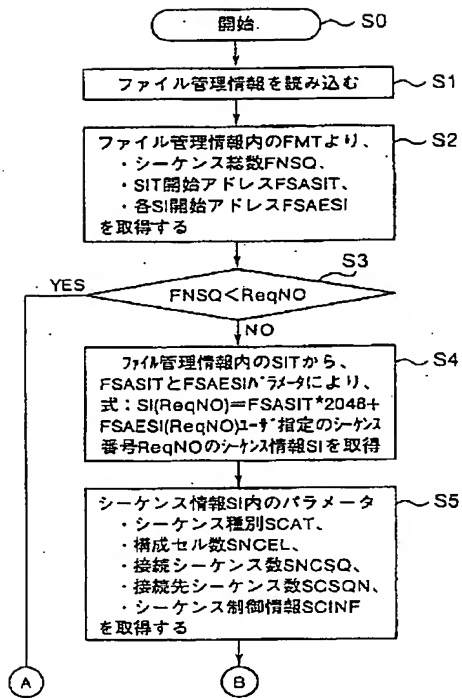 開始
S0
ファイル管理情報を読み込む
S1
ファイル管理情報内のFMTより、
・シーケンス総数FNSQ、
・SIT開始アドレスFSASIT、
・各SI開始アドレスFSAESI
を取得する
S2
S3
YES
FNSQ<ReqNO
NO
ファイル管理情報内のSITから、
FSASITとFSAESIパラメータにより、
式：SI(ReqNO)=FSASIT*2048+
FSAESI(ReqNO)ユーザ指定のシーケンス
番号ReqNOのシーケンス情報SIを取得
S4
シーケンス情報SI内のパラメータ
・シーケンス種別SCAT、
・構成セル数SNCEL、
・接続シーケンス数SNCSQ、
・接続先シーケンス数SCSQN、
・シーケンス制御情報SCINF
を取得する
S5
A
B